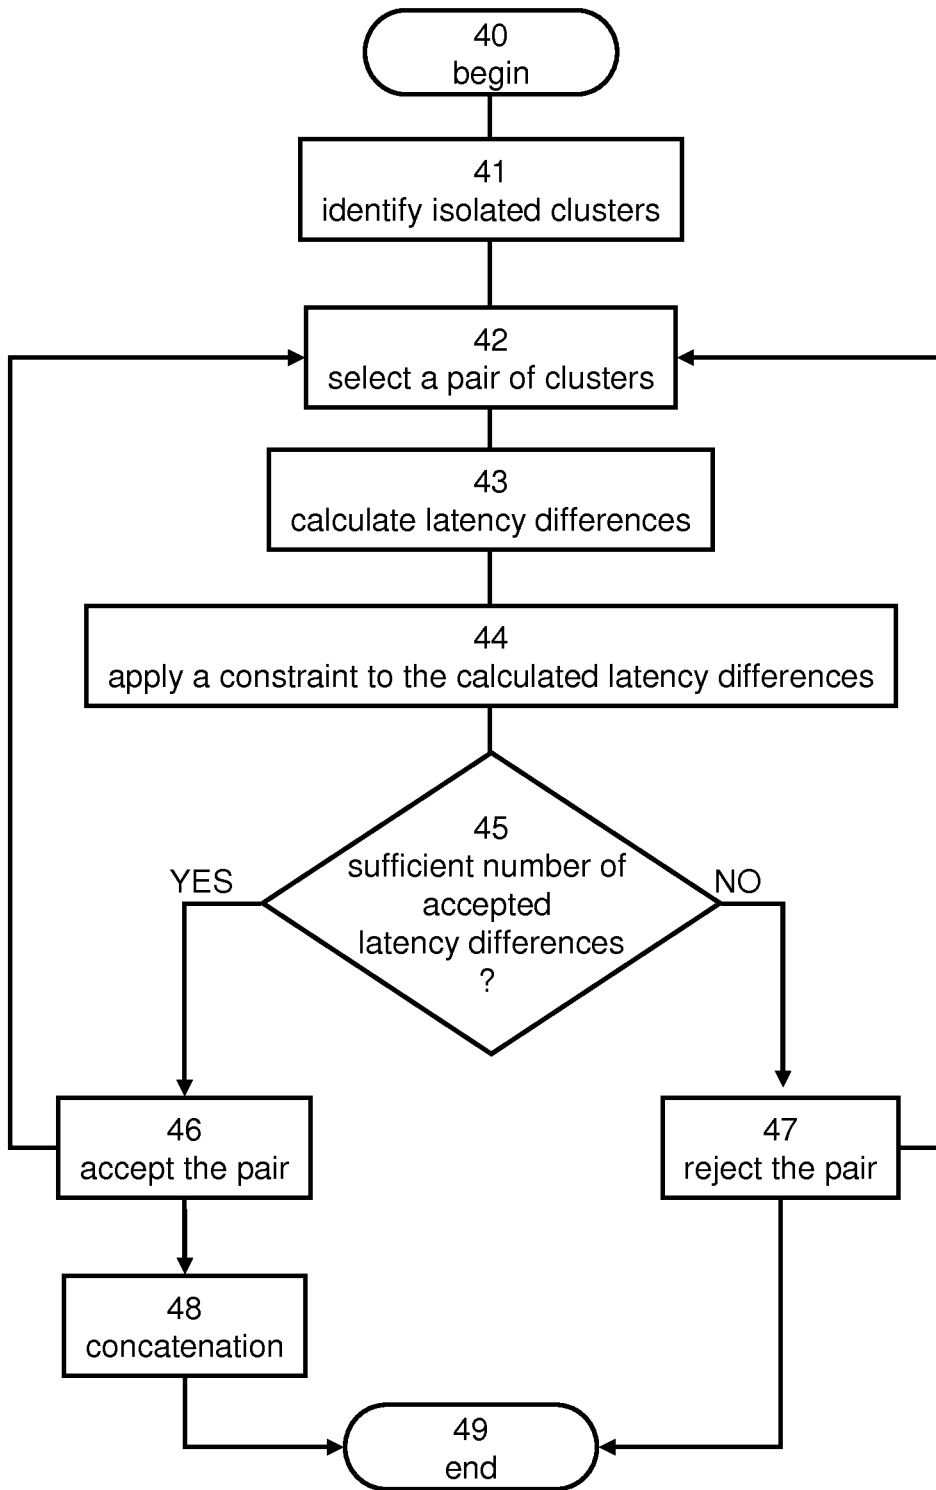 40
begin
41
identify isolated clusters
42
select a pair of clusters
43
calculate latency differences
44
apply a constraint to the calculated latency differences
45
sufficient number of
accepted
latency differences
?
YES
NO
46
accept the pair
47
reject the pair
48
concatenation
49
end